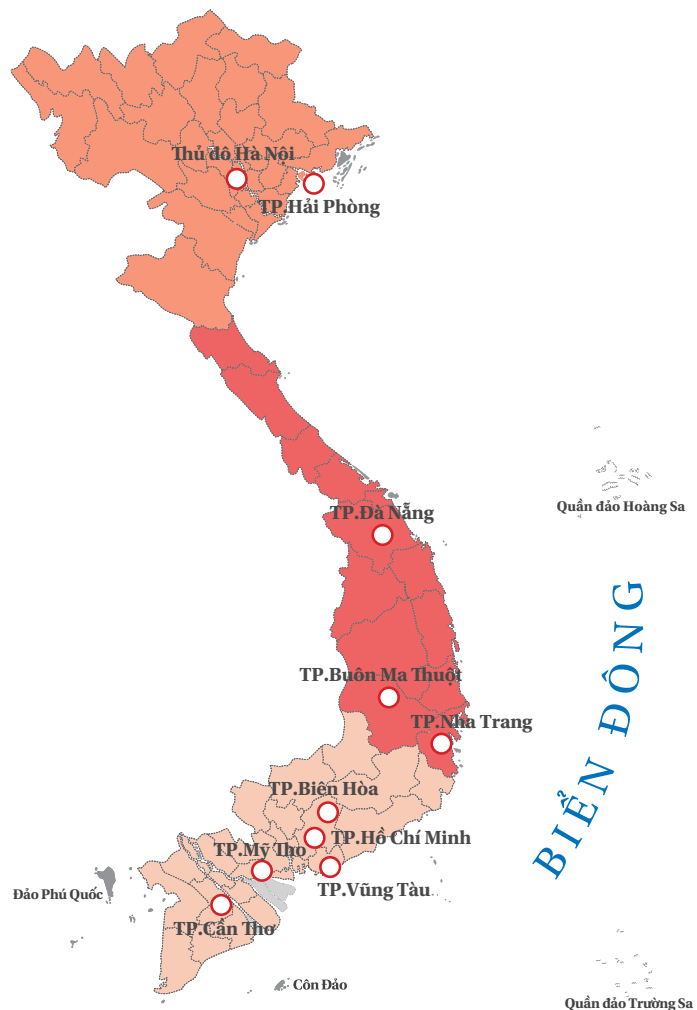 Thủ đô Hà Nội
TP.Hải Phòng
Quần đảo Hoàng Sa
TP.Đà Nẵng
BIỂN ĐÔNG
TP.Buôn Ma Thuột
TP.Nha Trang
TP.Biên Hòa
TP.Hồ Chí Minh
TP.Mỹ Tho
TP.Vũng Tàu
Đảo Phú Quốc
TP.Cần Thơ
Côn Đảo
Quần đảo Trường Sa